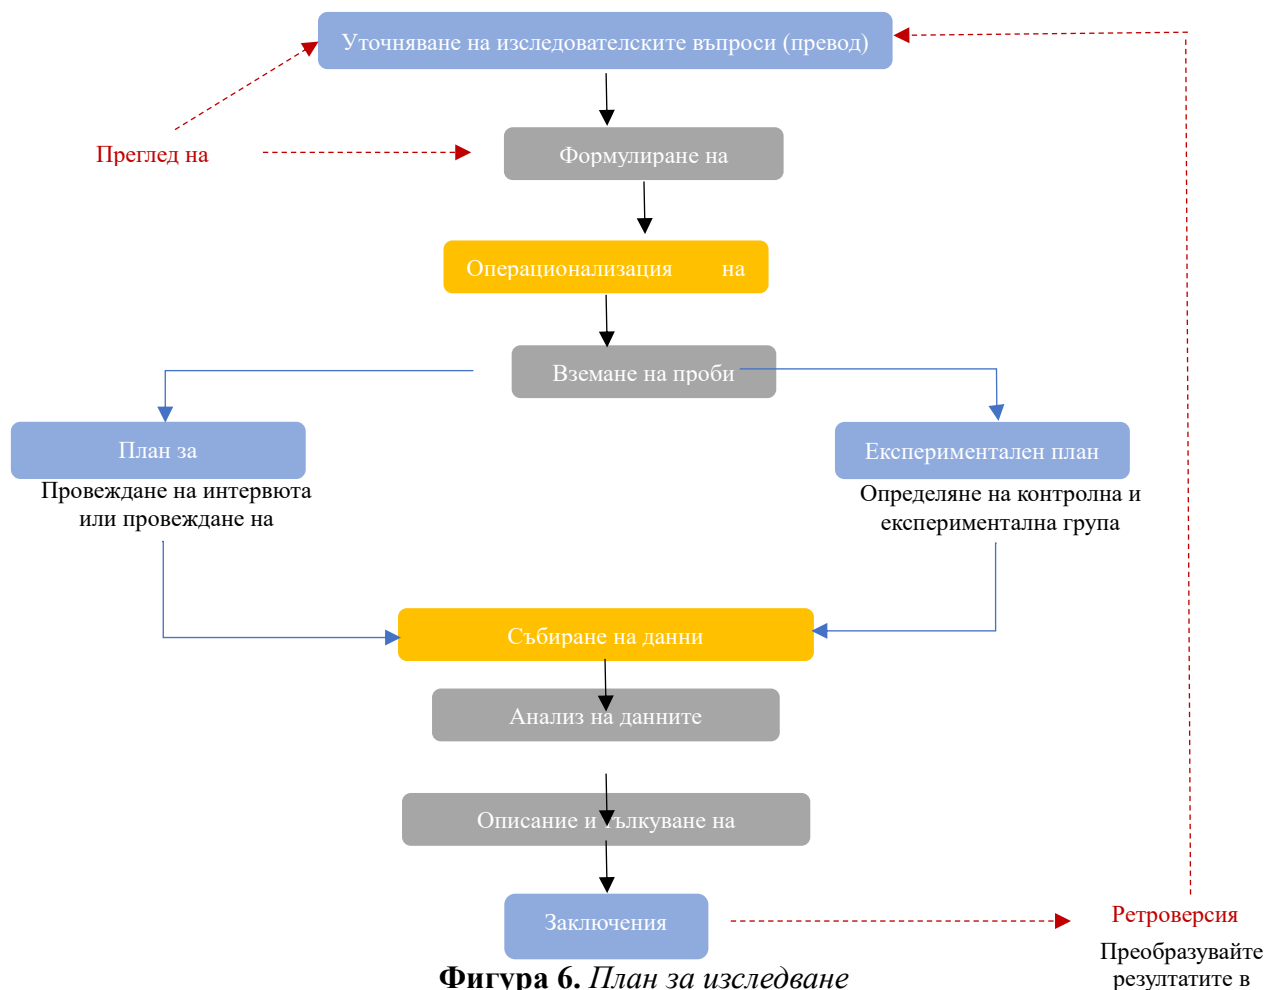 Уточняване на изследователските въпроси (превод)
Преглед на
Формулиране на
Операционализация на
Вземане на проби
План за
Експериментален план
Провеждане на интервюта
или провеждане на
Определяне на контролна и
експериментална група
Събиране на данни
Анализ на данните
Описание и тълкуване на
Заключения
Ретроверсия
Преобразувайте
резултатите в
Фигура 6. План за изследване